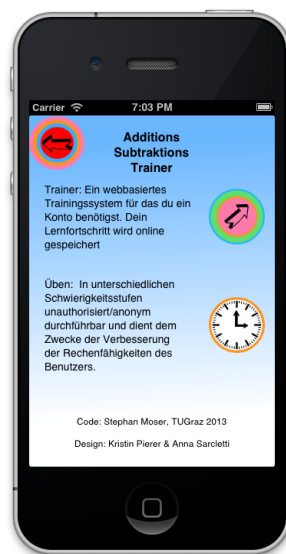 Carrier 7:03 PM
Additions
Subtraktions
Trainer
Trainer: Ein webbasiertes
Trainingssystem für das du ein
Konto benötigst. Dein
Lernfortschritt wird online
gespeichert
Üben:  In unterschiedlichen
Schwierigkeitsstufen
unauthorisiert/anonym
durchführbar und dient dem
Zwecke der Verbesserung
der Rechenfähigkeiten des
Benutzers.
Code: Stephan Moser, TUGraz 2013
Design: Kristin Pierer & Anna Sarcletti